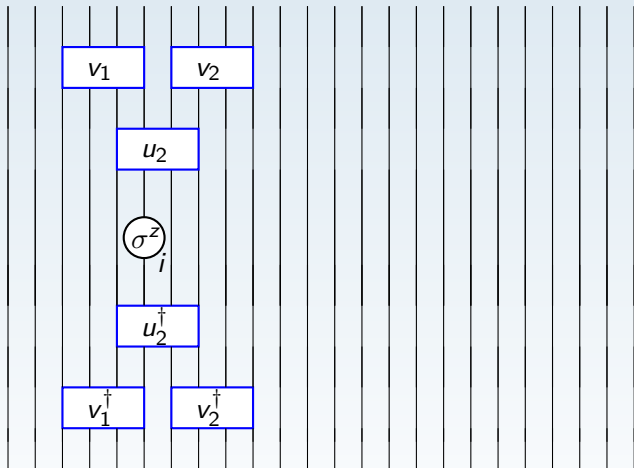 v₁ v₂
u₂
σᶻ
i
u₂†
v₁† v₂†